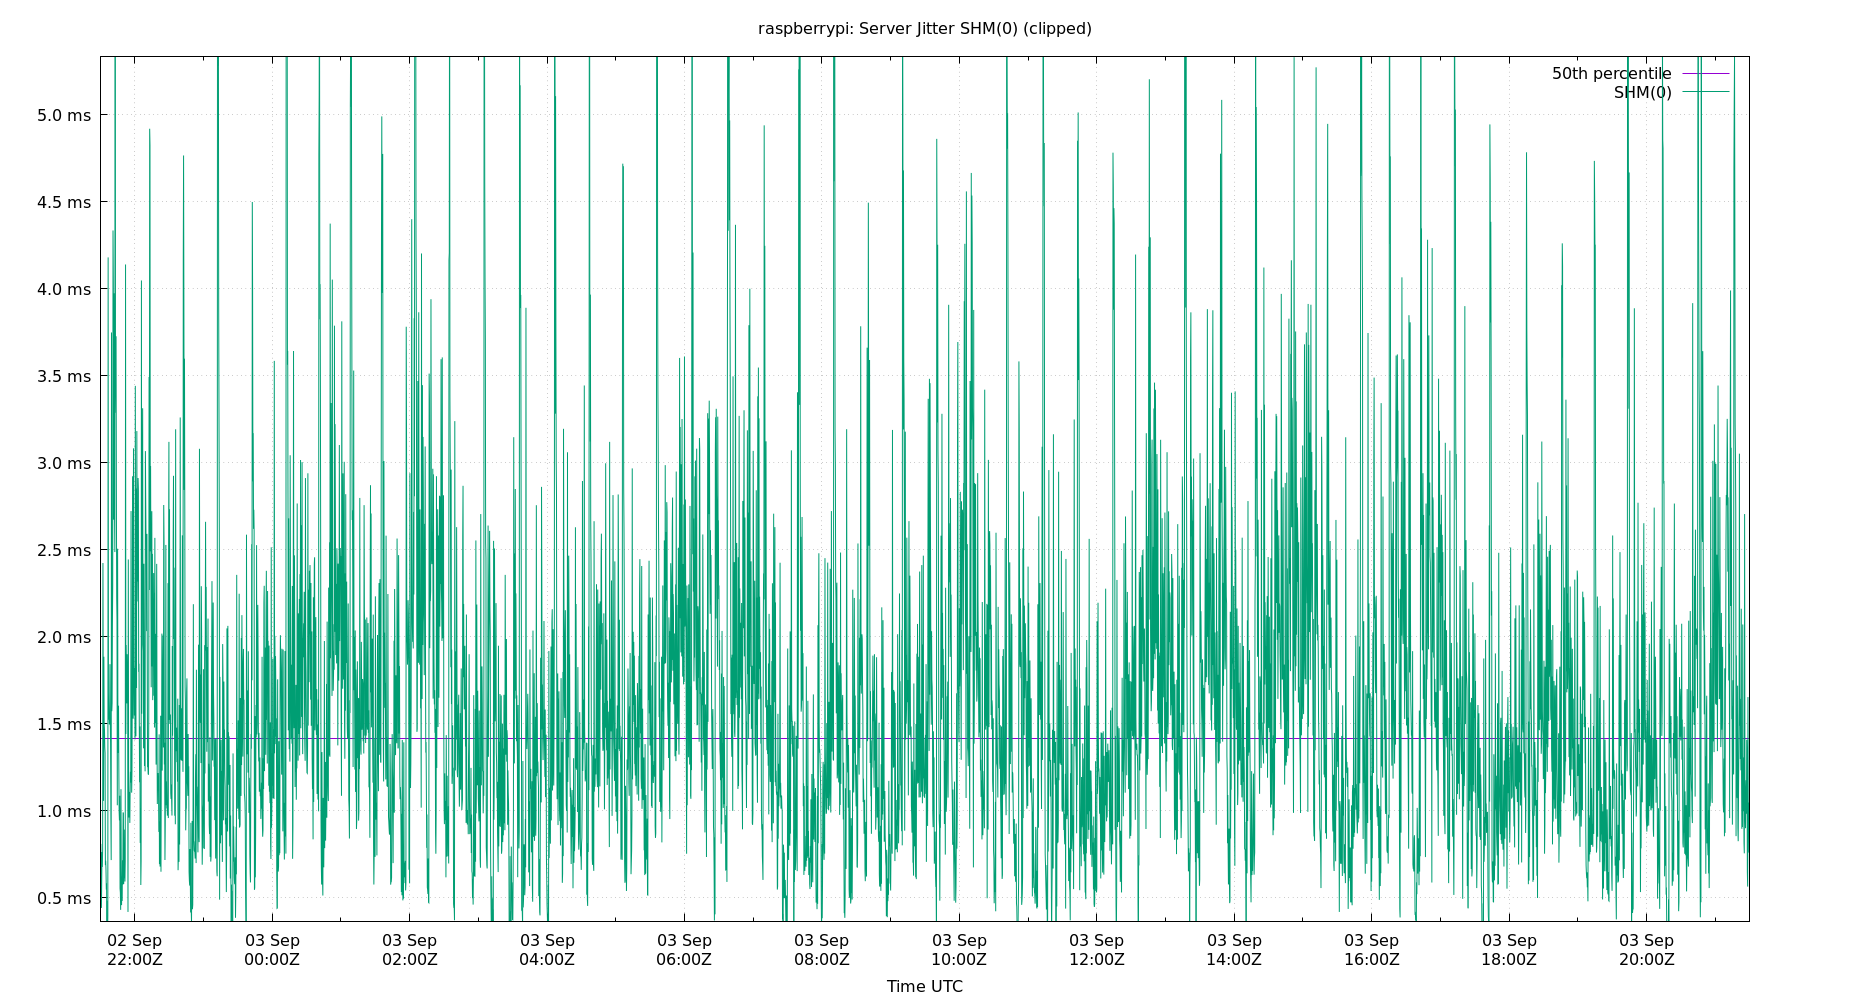 raspberrypi: Server Jitter SHM(0) (clipped)
50th percentile
SHM(0)
5.0 ms
4.5 ms
4.0 ms
3.5 ms
3.0 ms
2.5 ms
2.0 ms
1.5 ms
1.0 ms
0.5 ms
02 Sep 03 Sep 03 Sep 03 Sep 03 Sep 03 Sep 03 Sep 03 Sep 03 Sep 03 Sep 03 Sep 03 Sep
22:00Z 00:00Z 02:00Z 04:00Z 06:00Z 08:00Z 10:00Z 12:00Z 14:00Z 16:00Z 18:00Z 20:00Z
Time UTC